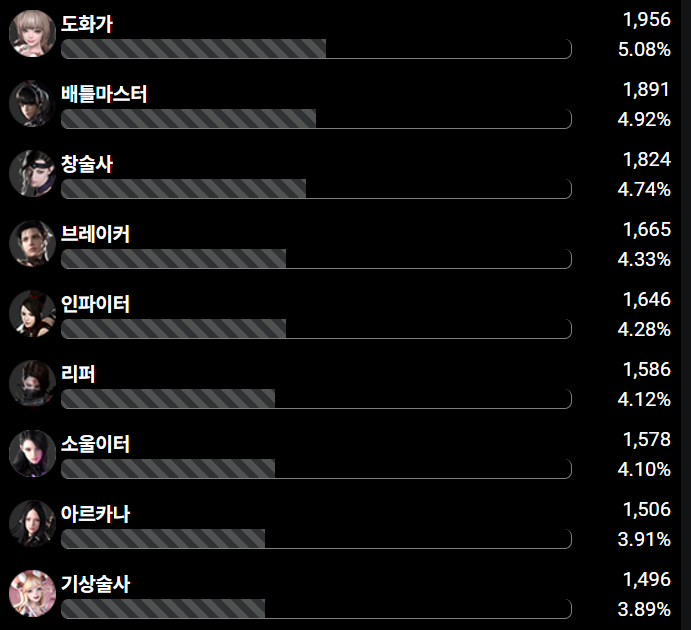 도화가
1,956
5.08%
배틀마스터
1,891
4.92%
창술사
1,824
4.74%
브레이커
1,665
4.33%
인파이터
1,646
4.28%
리퍼
1,586
4.12%
소울이터
1,578
4.10%
아르카나
1,506
3.91%
기상술사
1,496
3.89%